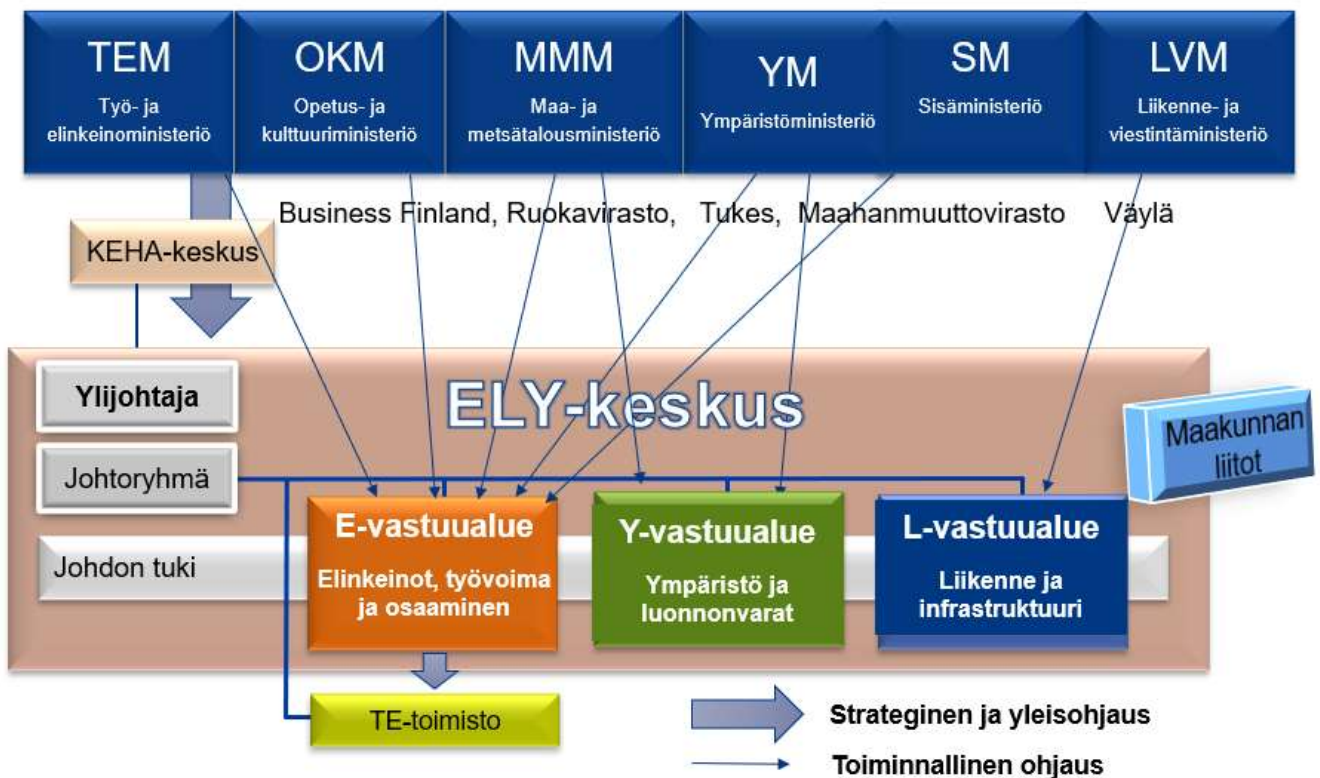 TEM
Työ- ja
elinkeinoministeriö
OKM
Opetus- ja
kulttuuriministeriö
MMM
Maa- ja
metsätalousministeriö
YM
Ympäristöministeriö
SM
Sisäministeriö
LVM
Liikenne- ja
viestintäministeriö
Business Finland, Ruokavirasto, Tukes, Maahanmuuttovirasto Väylä
KEHA-keskus
ELY-keskus
Ylijohtaja
Johtoryhmä
Johdon tuki
Maakunnan
liitot
E-vastuualue
Elinkeinot, työvoima
ja osaaminen
Y-vastuualue
Ympäristö ja
luonnonvarat
L-vastuualue
Liikenne ja
infrastruktuuri
TE-toimisto
Strateginen ja yleisohjaus
Toiminnallinen ohjaus